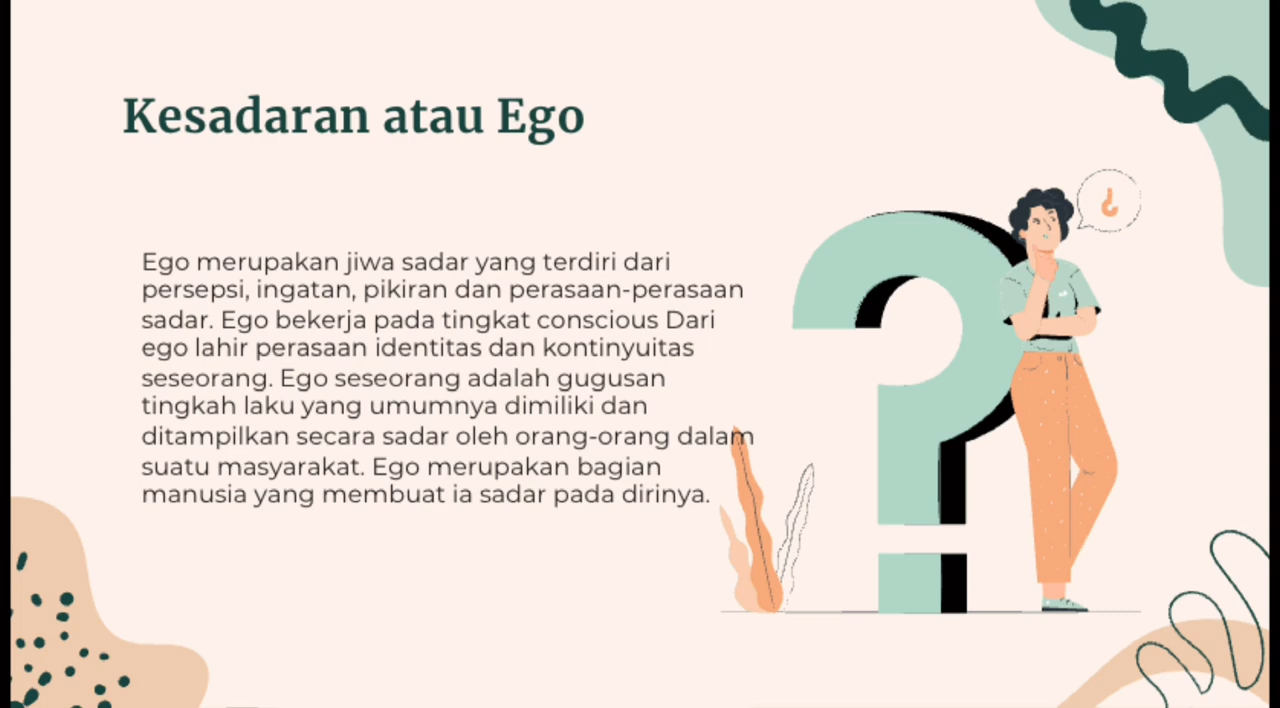 Kesadaran atau Ego
Ego merupakan jiwa sadar yang terdiri dari
persepsi, ingatan, pikiran dan perasaan-perasaan
sadar. Ego bekerja pada tingkat conscious Dari
ego lahir perasaan identitas dan kontinyuitas
seseorang. Ego seseorang adalah gugusan
tingkah laku yang umumnya dimiliki dan
ditampilkan secara sadar oleh orang-orang dalam
suatu masyarakat. Ego merupakan bagian
manusia yang membuat ia sadar pada dirinya.